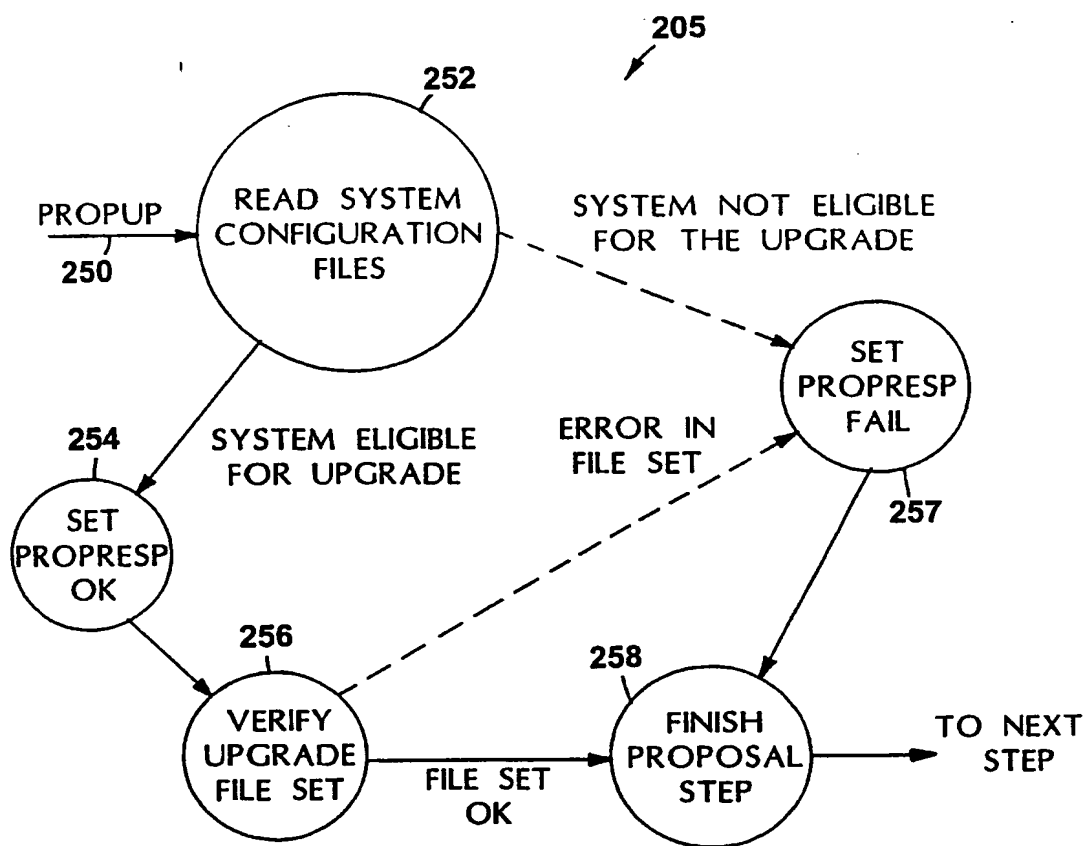 205
252
PROPUP
250
READ SYSTEM
CONFIGURATION
FILES
SYSTEM NOT ELIGIBLE
FOR THE UPGRADE
SET
PROPRESP
FAIL
257
254
SYSTEM ELIGIBLE
FOR UPGRADE
ERROR IN
FILE SET
SET
PROPRESP
OK
256
VERIFY
UPGRADE
FILE SET
FILE SET
OK
258
FINISH
PROPOSAL
STEP
TO NEXT
STEP